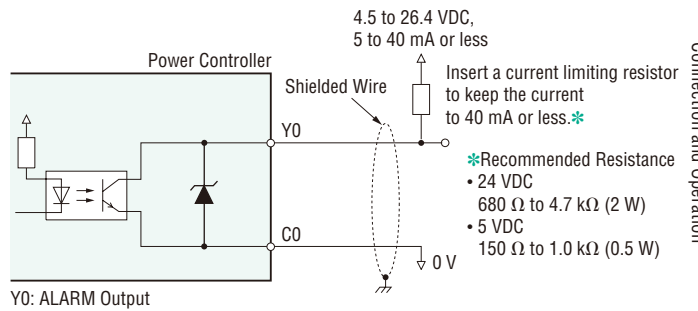 4.5 to 26.4 VDC,
5 to 40 mA or less
Power Controller
Shielded Wire
Insert a current limiting resistor
to keep the current
to 40 mA or less.✽
Y0
✽Recommended Resistance
• 24 VDC
680 Ω to 4.7 kΩ (2 W)
• 5 VDC
150 Ω to 1.0 kΩ (0.5 W)
C0
0 V
Y0: ALARM Output
Connection and Operation